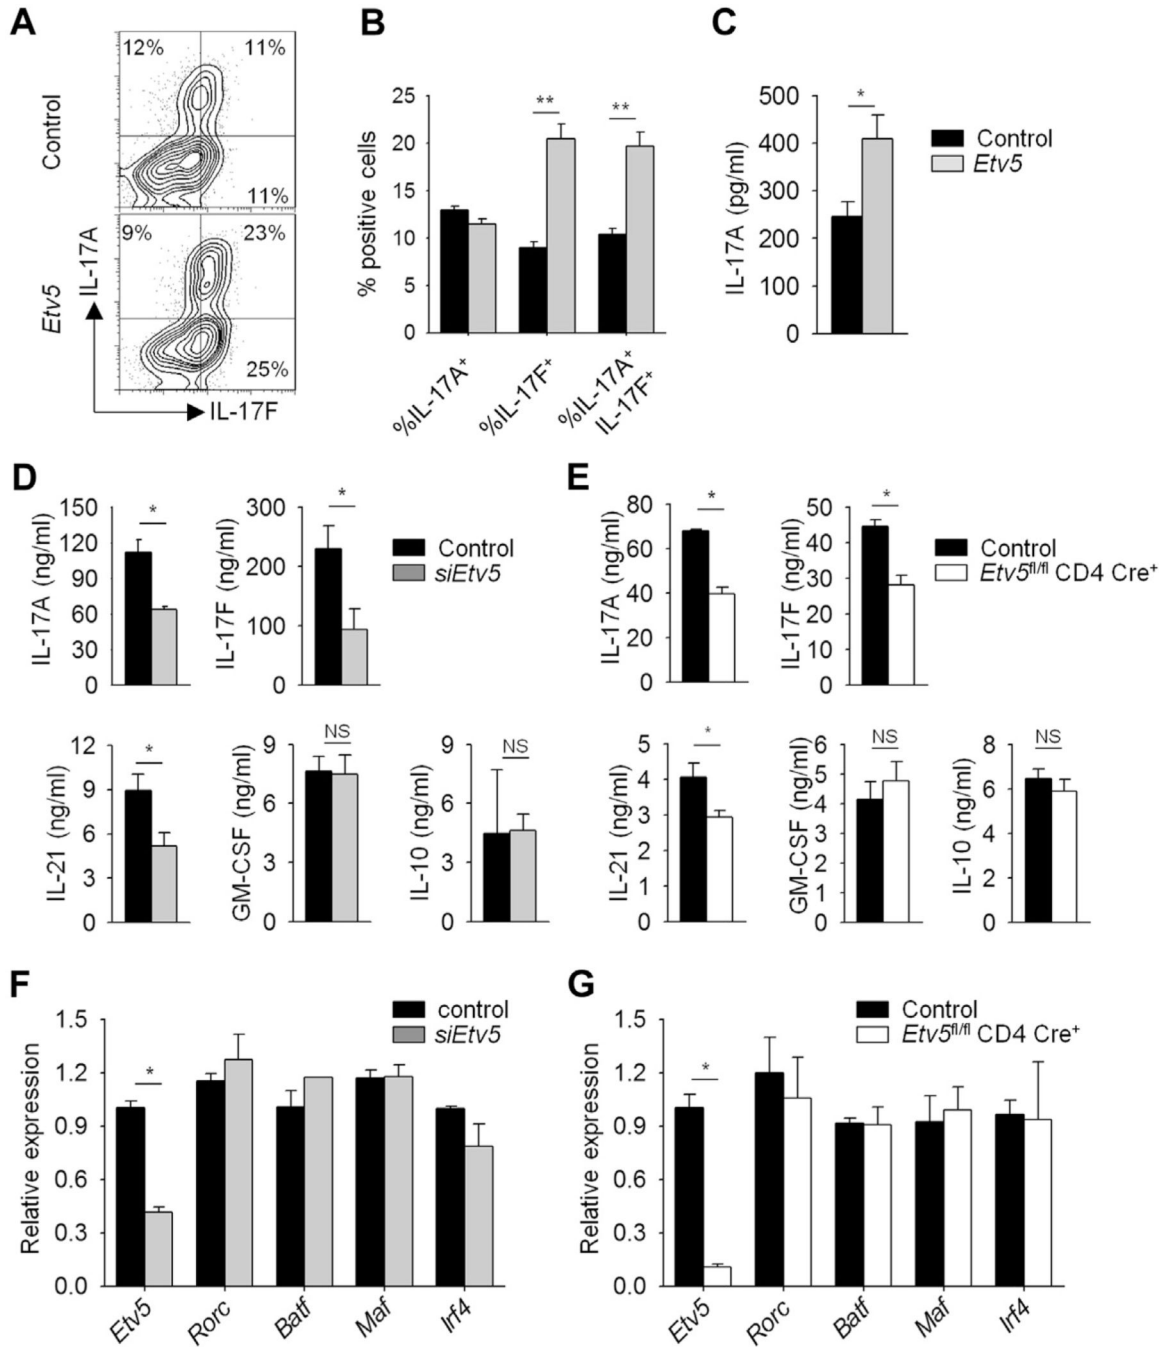 A
Control
12%
11%
11%
9%
23%
25%
Etv5
IL-17A
IL-17F
B
% positive cells
25
20
15
10
5
0
**
**
%IL-17A⁺
%IL-17F⁺
%IL-17A⁺
IL-17F⁺
C
IL-17A (pg/ml)
500
400
300
200
100
0
*
Control
Etv5
D
IL-17A (ng/ml)
150
120
90
60
30
0
*
IL-17F (ng/ml)
300
200
100
0
*
Control
siEtv5
IL-21 (ng/ml)
12
9
6
3
0
*
GM-CSF (ng/ml)
9
6
3
0
NS
IL-10 (ng/ml)
9
6
3
0
NS
E
IL-17A (ng/ml)
80
60
40
20
0
*
IL-17F (ng/ml)
50
40
30
20
10
0
*
Control
Etv5fl/fl CD4 Cre⁺
IL-21 (ng/ml)
5
4
3
2
1
0
*
GM-CSF (ng/ml)
6
5
4
3
2
1
0
NS
IL-10 (ng/ml)
8
6
4
2
0
NS
F
Relative expression
1.5
1.2
0.9
0.6
0.3
0.0
*
control
siEtv5
Etv5
Rorc
Batf
Maf
Irf4
G
Relative expression
1.5
1.2
0.9
0.6
0.3
0.0
*
Control
Etv5fl/fl CD4 Cre⁺
Etv5
Rorc
Batf
Maf
Irf4